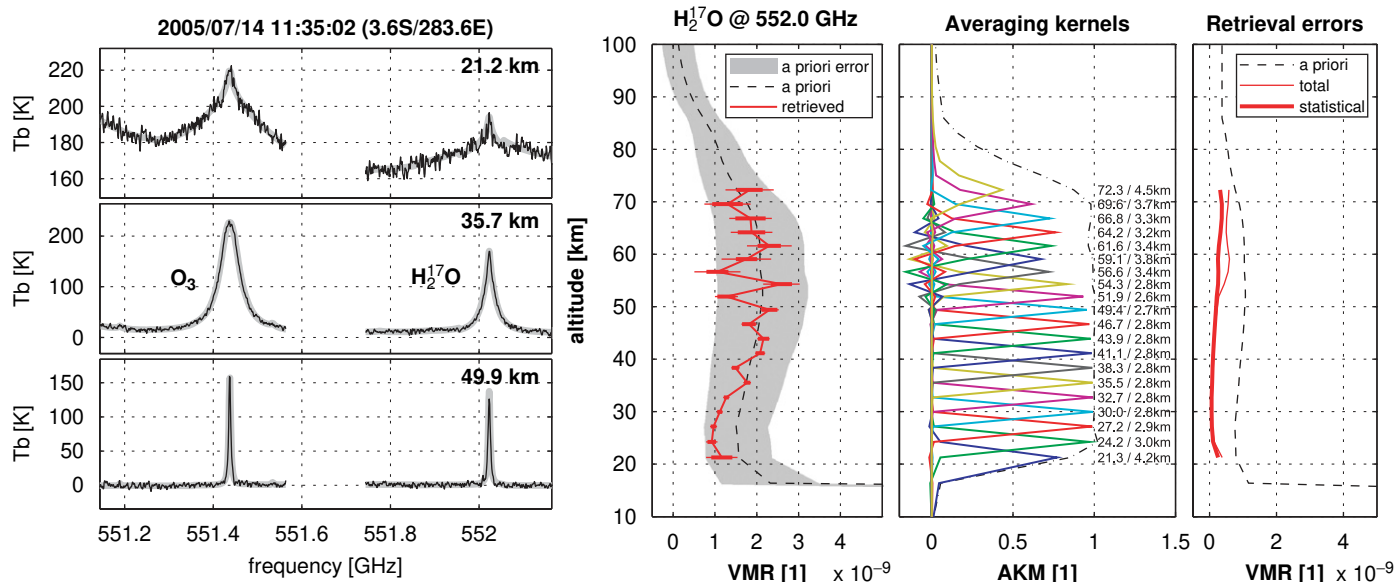 2005/07/14 11:35:02 (3.6S/283.6E)
21.2 km
Tb [K]
220
200
180
160
35.7 km
Tb [K]
200
100
0
O3
H2^17O
49.9 km
Tb [K]
150
100
50
0
551.2 551.4 551.6 551.8 552
frequency [GHz]
H2^17O @ 552.0 GHz
altitude [km]
100
90
80
70
60
50
40
30
20
10
a priori error
a priori
retrieved
0 1 2 3 4
VMR [1] x 10−9
Averaging kernels
72.3 / 4.5km
69.6 / 3.7km
66.8 / 3.3km
64.2 / 3.2km
61.6 / 3.4km
59.1 / 3.8km
56.6 / 3.4km
54.3 / 2.8km
51.9 / 2.6km
49.4 / 2.7km
46.7 / 2.8km
43.9 / 2.8km
41.1 / 2.8km
38.3 / 2.8km
35.5 / 2.8km
32.7 / 2.8km
30.0 / 2.8km
27.2 / 2.9km
24.2 / 3.0km
21.3 / 4.2km
0 0.5 1 1.5
AKM [1]
Retrieval errors
a priori
total
statistical
0 2 4
VMR [1] x 10−9